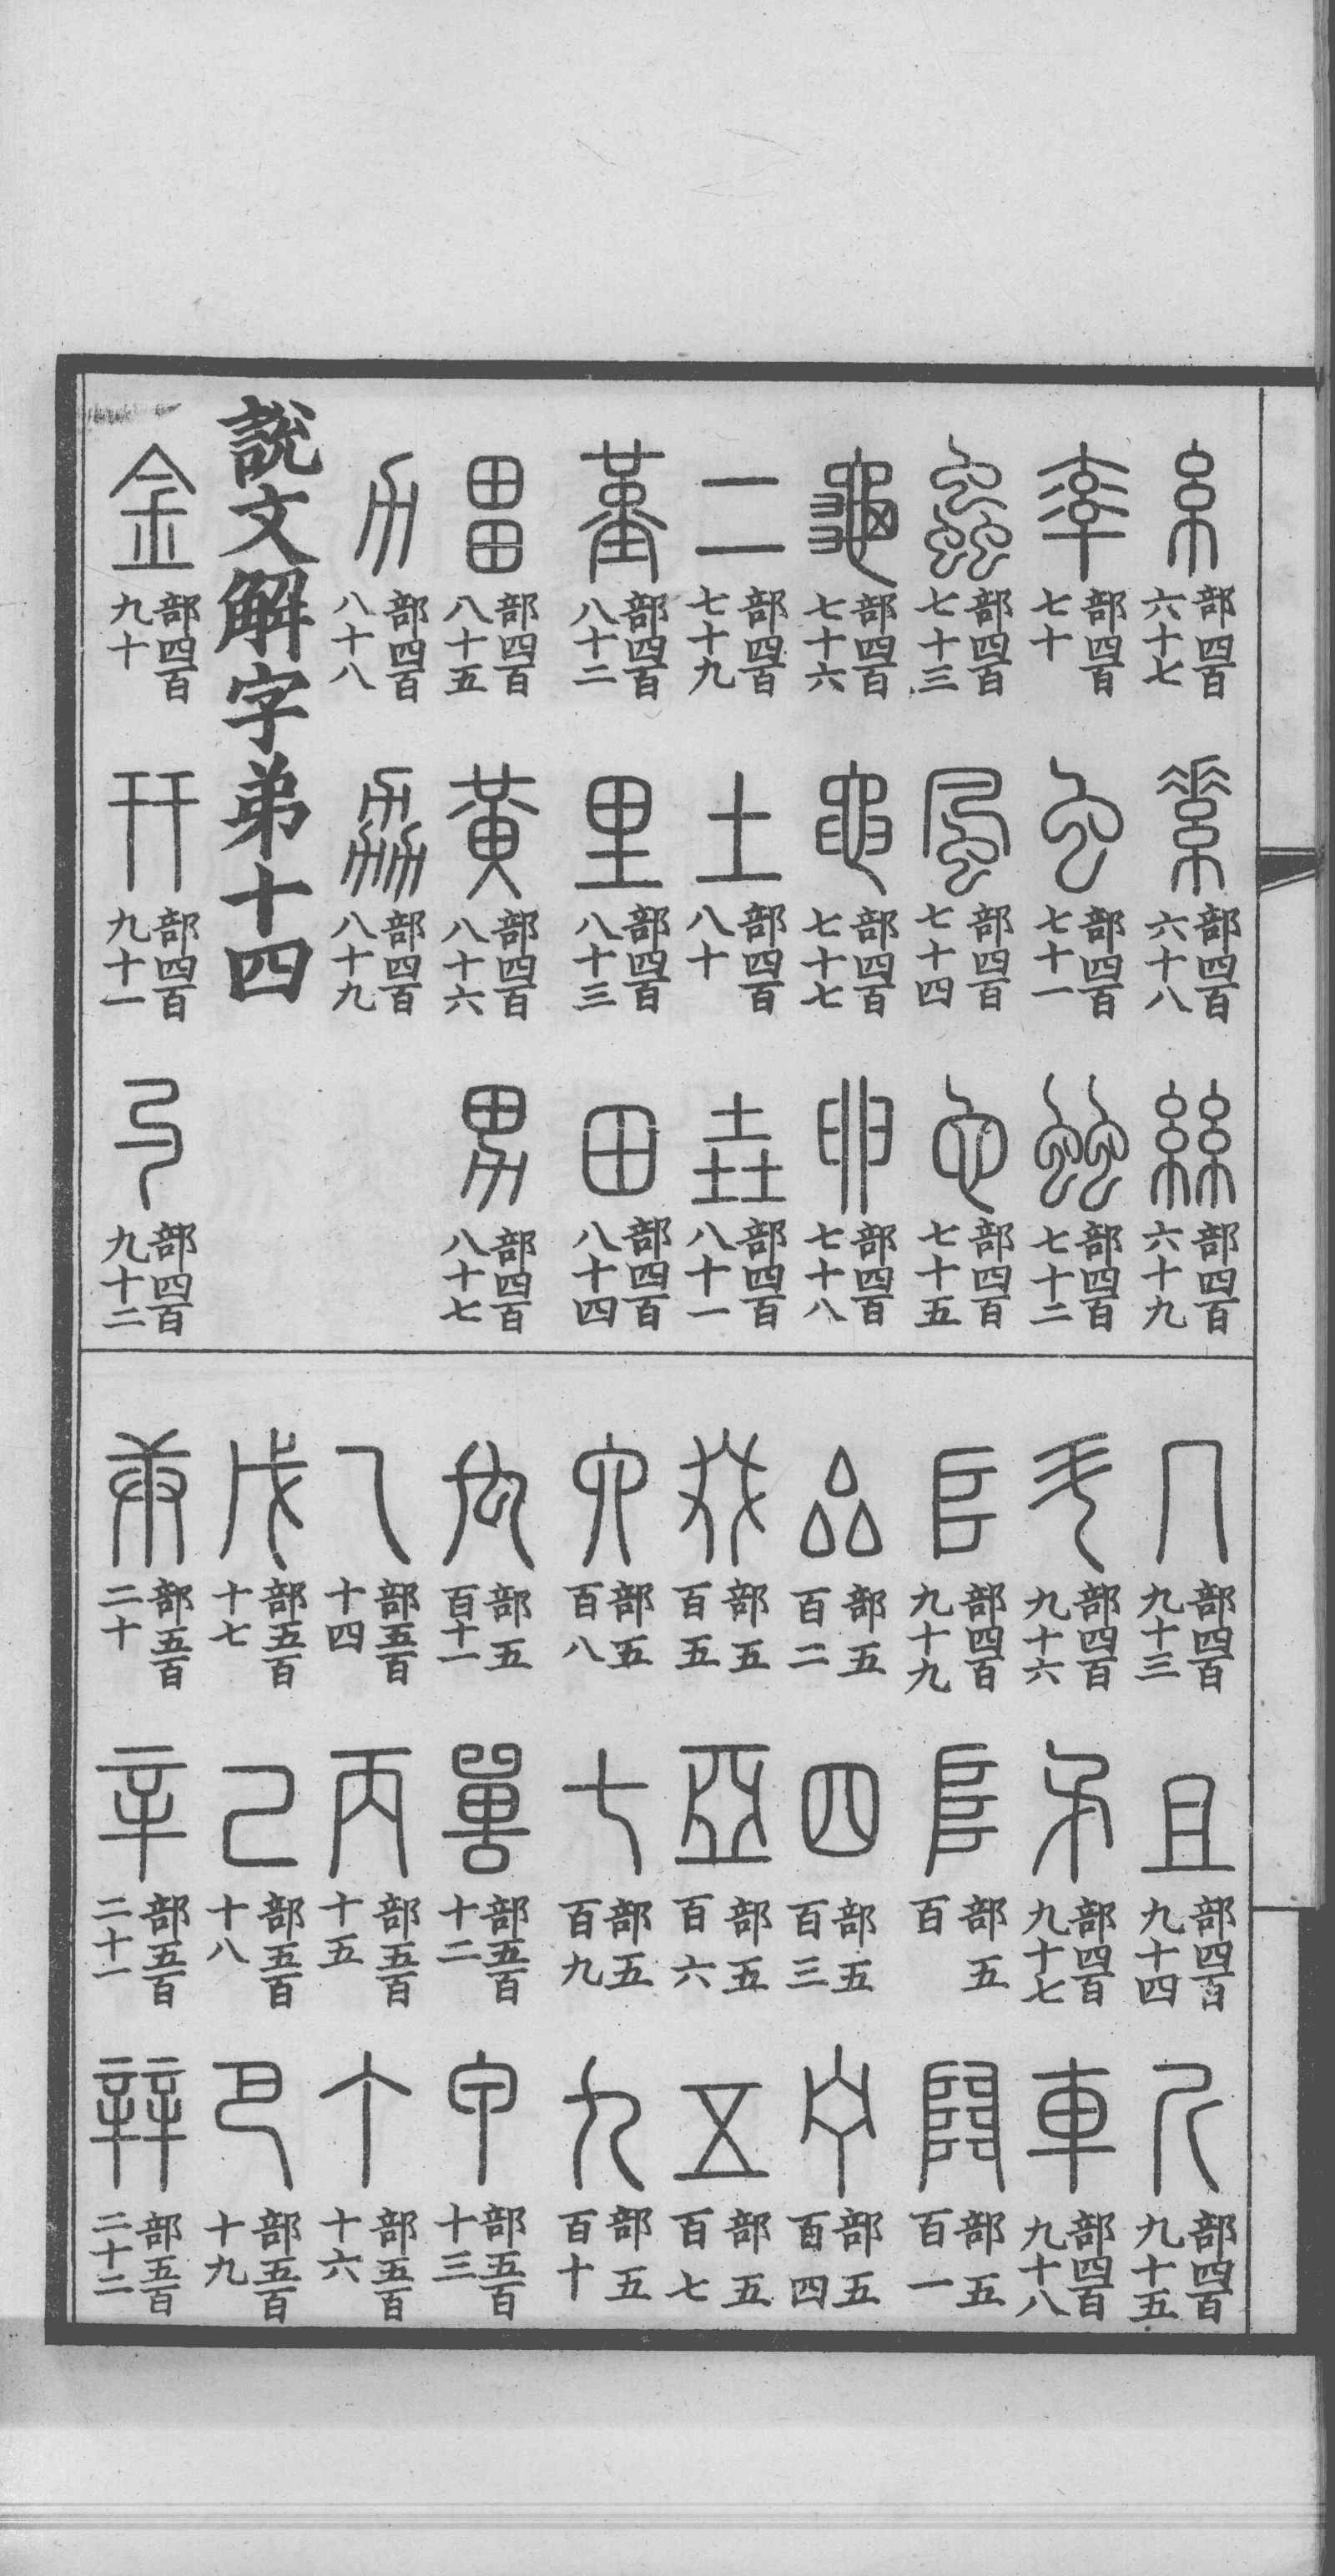 糸 部四百六十七 素 部四百六十八 絲 部四百六十九
率 部四百七十 虫 部四百七十一 䖵 部四百七十二
蟲 部四百七十三 風 部四百七十四 它 部四百七十五
龜 部四百七十六 黽 部四百七十七 卵 部四百七十八
二 部四百七十九 土 部四百八十 垚 部四百八十一
堇 部四百八十二 里 部四百八十三 田 部四百八十四
畕 部四百八十五 黃 部四百八十六 男 部四百八十七
力 部四百八十八 劦 部四百八十九
說文解字弟十四
金 部四百九十 幵 部四百九十一 勺 部四百九十二
几 部四百九十三 且 部四百九十四 斤 部四百九十五
斗 部四百九十六 矛 部四百九十七 車 部四百九十八
𠂤 部四百九十九 𨸏 部五百 𨺅 部五百一
厽 部五百二 四 部五百三 宁 部五百四
叕 部五百五 亞 部五百六 五 部五百七
六 部五百八 七 部五百九 九 部五百十
禸 部五百十一 嘼 部五百十二 甲 部五百十三
乙 部五百十四 丙 部五百十五 丁 部五百十六
戊 部五百十七 己 部五百十八 巴 部五百十九
庚 部五百二十 辛 部五百二十一 辡 部五百二十二